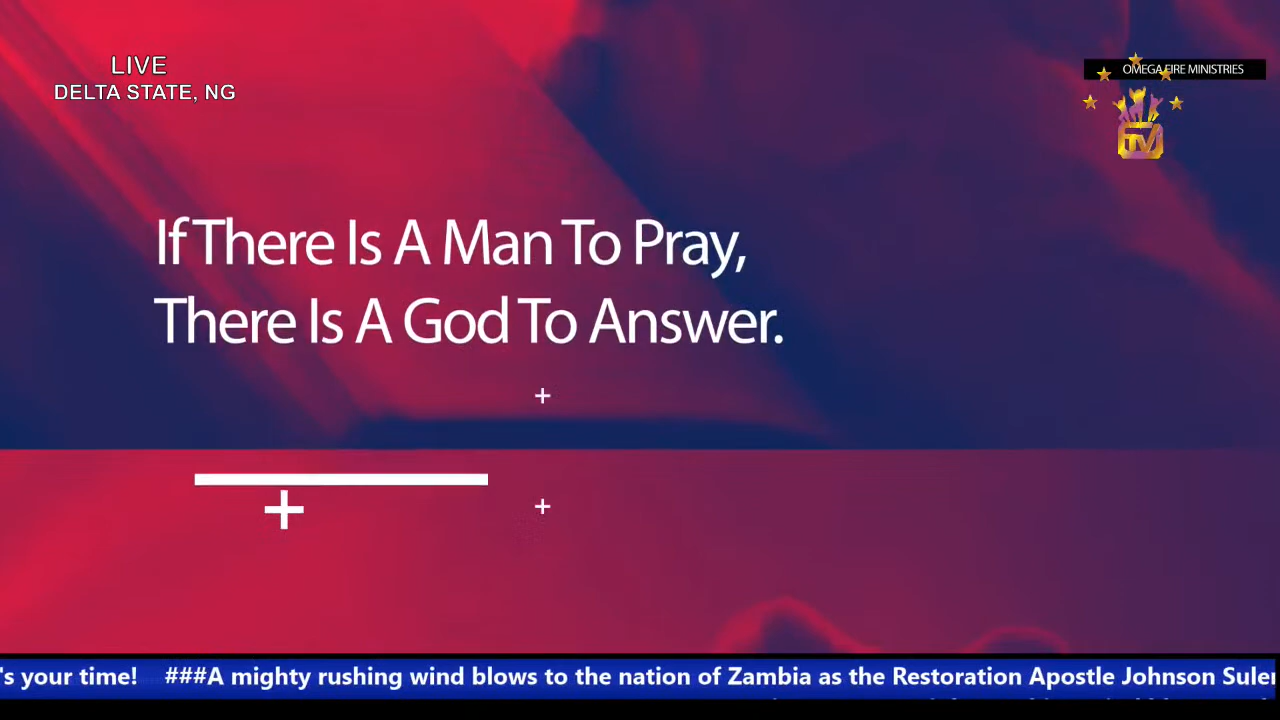 LIVE
DELTA STATE, NG
OMEGA FIRE MINISTRIES
TV
If There Is A Man To Pray,
There Is A God To Answer.
's your time! ###A mighty rushing wind blows to the nation of Zambia as the Restoration Apostle Johnson Sulem